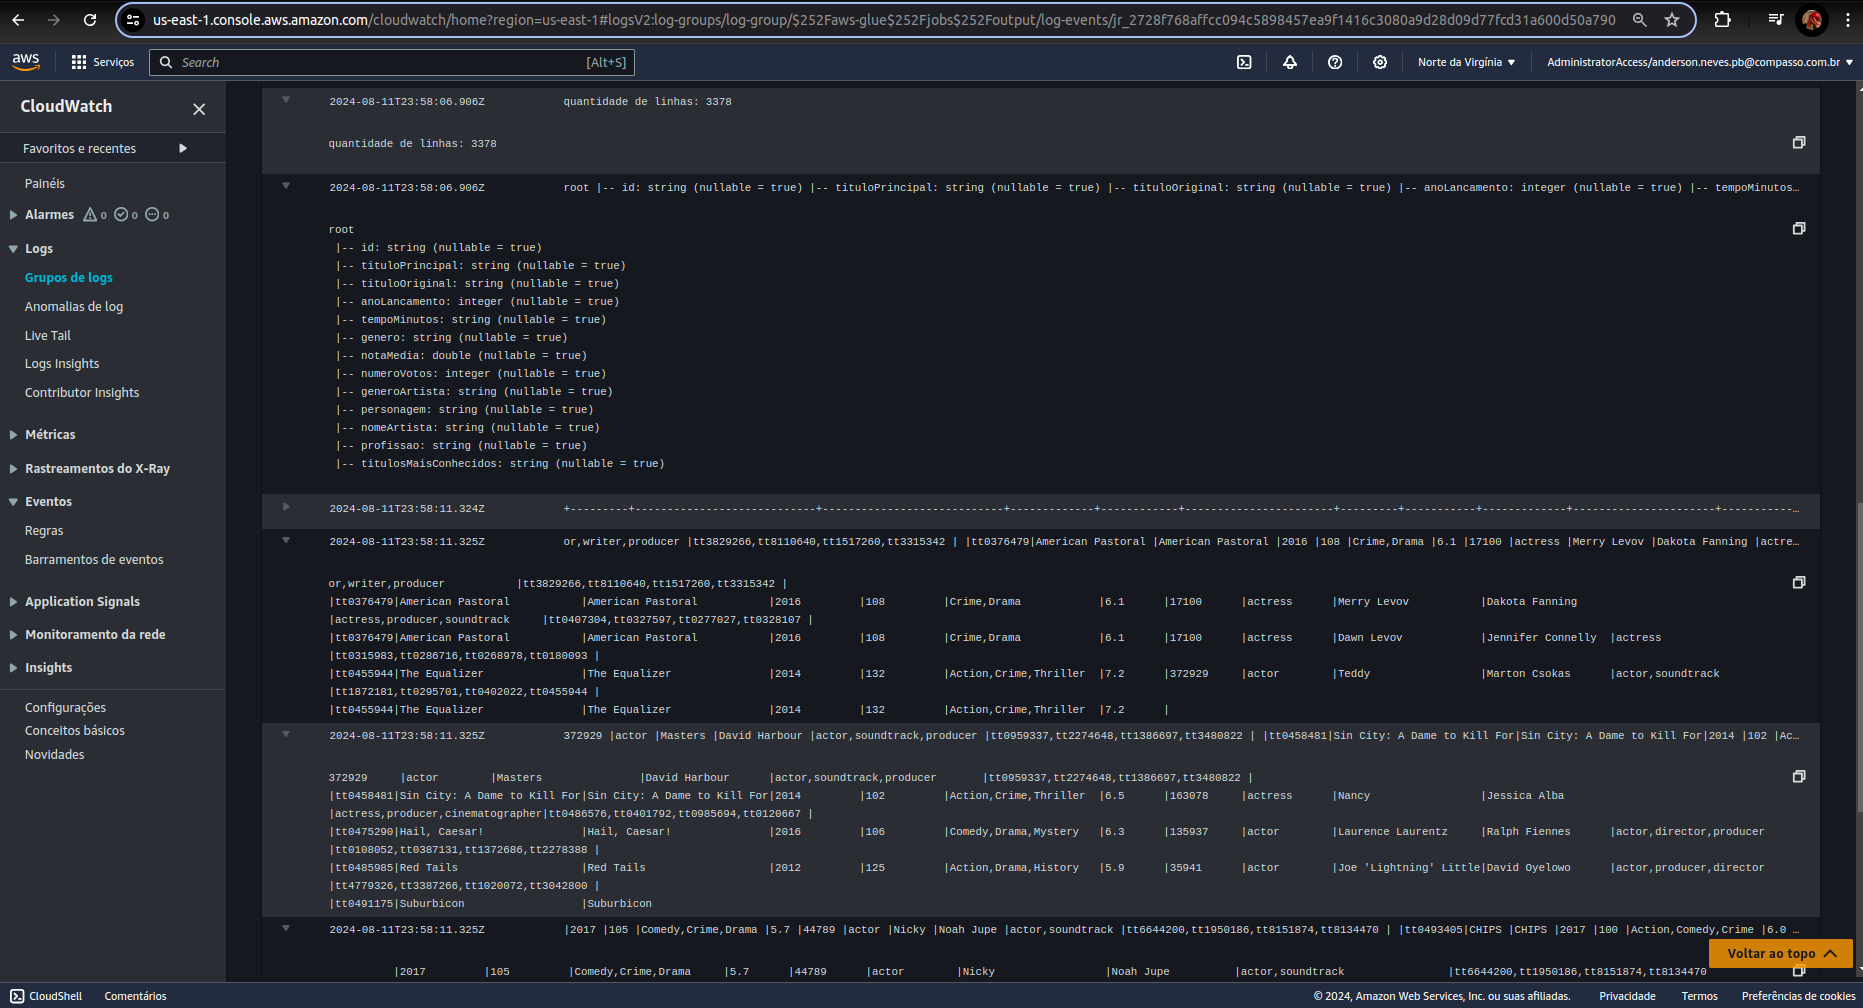 us-east-1.console.aws.amazon.com/cloudwatch/home?region=us-east-1#logsV2:log-groups/log-group/$252Faws-glue$252Fjobs$252Foutput/log-events/jr_2728f768affcc094c5898457ea9f1416c3080a9d28d09d77fcd31a600d50a790
aws Serviços Search [Alt+S] Norte da Virgínia AdministratorAccess/anderson.neves.pb@compasso.com.br
CloudWatch
Favoritos e recentes
Painéis
Alarmes 0 0 0
Logs
Grupos de logs
Anomalias de log
Live Tail
Logs Insights
Contributor Insights
Métricas
Rastreamentos do X-Ray
Eventos
Regras
Barramentos de eventos
Application Signals
Monitoramento da rede
Insights
Configurações
Conceitos básicos
Novidades
2024-08-11T23:58:06.906Z quantidade de linhas: 3378
quantidade de linhas: 3378
2024-08-11T23:58:06.906Z root |-- id: string (nullable = true) |-- tituloPrincipal: string (nullable = true) |-- tituloOriginal: string (nullable = true) |-- anoLancamento: integer (nullable = true) |-- tempoMinutos…
root
|-- id: string (nullable = true)
|-- tituloPrincipal: string (nullable = true)
|-- tituloOriginal: string (nullable = true)
|-- anoLancamento: integer (nullable = true)
|-- tempoMinutos: string (nullable = true)
|-- genero: string (nullable = true)
|-- notaMedia: double (nullable = true)
|-- numeroVotos: integer (nullable = true)
|-- generoArtista: string (nullable = true)
|-- personagem: string (nullable = true)
|-- nomeArtista: string (nullable = true)
|-- profissao: string (nullable = true)
|-- titulosMaisConhecidos: string (nullable = true)
2024-08-11T23:58:11.324Z +---------+----------------------------+----------------------------+-------------+------------+-----------------------+---------+-----------+-------------+----------------------+-----------…
2024-08-11T23:58:11.325Z or,writer,producer |tt3829266,tt8110640,tt1517260,tt3315342 | |tt0376479|American Pastoral |American Pastoral |2016 |108 |Crime,Drama |6.1 |17100 |actress |Merry Levov |Dakota Fanning |actre…
or,writer,producer |tt3829266,tt8110640,tt1517260,tt3315342 |
|tt0376479|American Pastoral |American Pastoral |2016 |108 |Crime,Drama |6.1 |17100 |actress |Merry Levov |Dakota Fanning
|actress,producer,soundtrack |tt0407304,tt0327597,tt0277027,tt0328107 |
|tt0376479|American Pastoral |American Pastoral |2016 |108 |Crime,Drama |6.1 |17100 |actress |Dawn Levov |Jennifer Connelly |actress
|tt0315983,tt0286716,tt0268978,tt0180093 |
|tt0455944|The Equalizer |The Equalizer |2014 |132 |Action,Crime,Thriller |7.2 |372929 |actor |Teddy |Marton Csokas |actor,soundtrack
|tt1872181,tt0295701,tt0402022,tt0455944 |
|tt0455944|The Equalizer |The Equalizer |2014 |132 |Action,Crime,Thriller |7.2 |
2024-08-11T23:58:11.325Z 372929 |actor |Masters |David Harbour |actor,soundtrack,producer |tt0959337,tt2274648,tt1386697,tt3480822 | |tt0458481|Sin City: A Dame to Kill For|Sin City: A Dame to Kill For|2014 |102 |Ac…
372929 |actor |Masters |David Harbour |actor,soundtrack,producer |tt0959337,tt2274648,tt1386697,tt3480822 |
|tt0458481|Sin City: A Dame to Kill For|Sin City: A Dame to Kill For|2014 |102 |Action,Crime,Thriller |6.5 |163078 |actress |Nancy |Jessica Alba
|actress,producer,cinematographer|tt0486576,tt0401792,tt0985694,tt0120667 |
|tt0475290|Hail, Caesar! |Hail, Caesar! |2016 |106 |Comedy,Drama,Mystery |6.3 |135937 |actor |Laurence Laurentz |Ralph Fiennes |actor,director,producer
|tt0108052,tt0387131,tt1372686,tt2278388 |
|tt0485985|Red Tails |Red Tails |2012 |125 |Action,Drama,History |5.9 |35941 |actor |Joe 'Lightning' Little|David Oyelowo |actor,producer,director
|tt4779326,tt3387266,tt1020072,tt3042800 |
|tt0491175|Suburbicon |Suburbicon
2024-08-11T23:58:11.325Z |2017 |105 |Comedy,Crime,Drama |5.7 |44789 |actor |Nicky |Noah Jupe |actor,soundtrack |tt6644200,tt1950186,tt8151874,tt8134470 | |tt0493405|CHIPS |CHIPS |2017 |100 |Action,Comedy,Crime |6.0 …
Voltar ao topo
|2017 |105 |Comedy,Crime,Drama |5.7 |44789 |actor |Nicky |Noah Jupe |actor,soundtrack |tt6644200,tt1950186,tt8151874,tt8134470
CloudShell Comentários © 2024, Amazon Web Services, Inc. ou suas afiliadas. Privacidade Termos Preferências de cookies